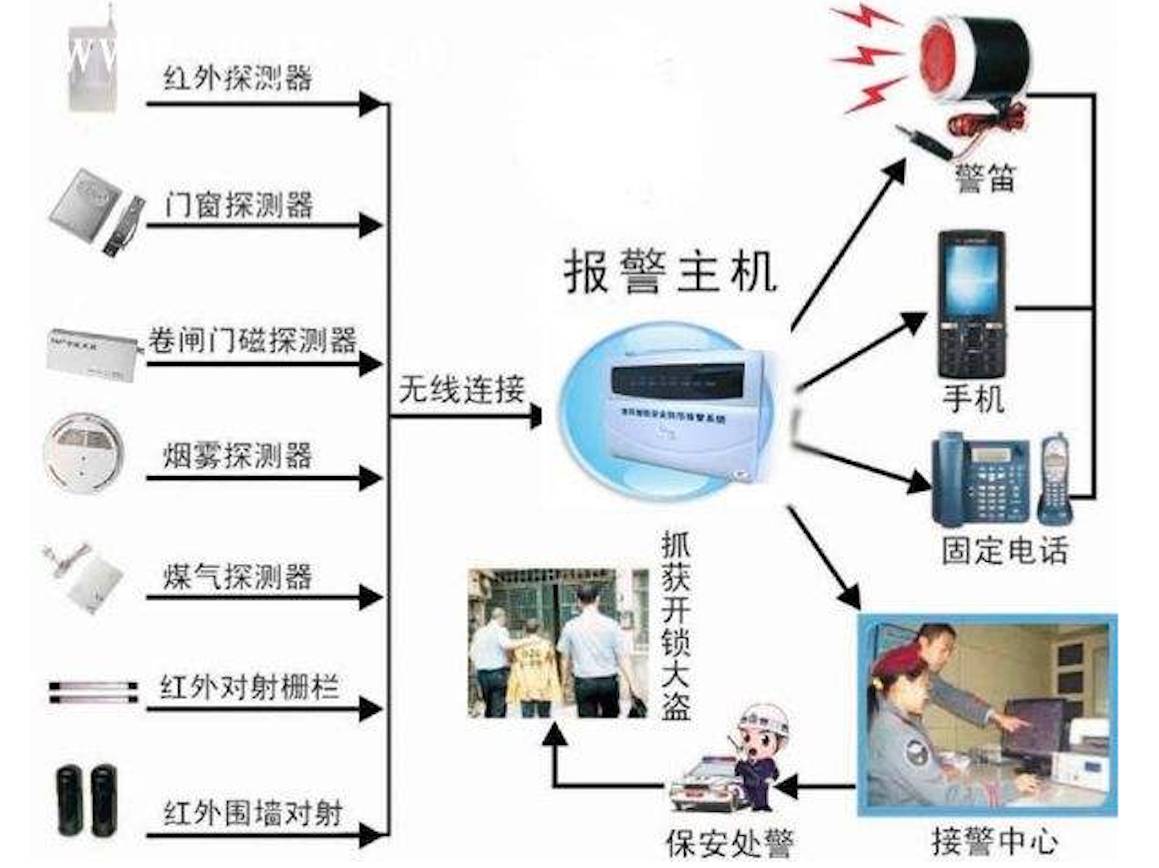 红外探测器
门窗探测器
卷闸门磁探测器
烟雾探测器
煤气探测器
红外对射栅栏
红外围墙对射
无线连接
报警主机
警笛
手机
固定电话
接警中心
保安处警
抓获开锁大盗